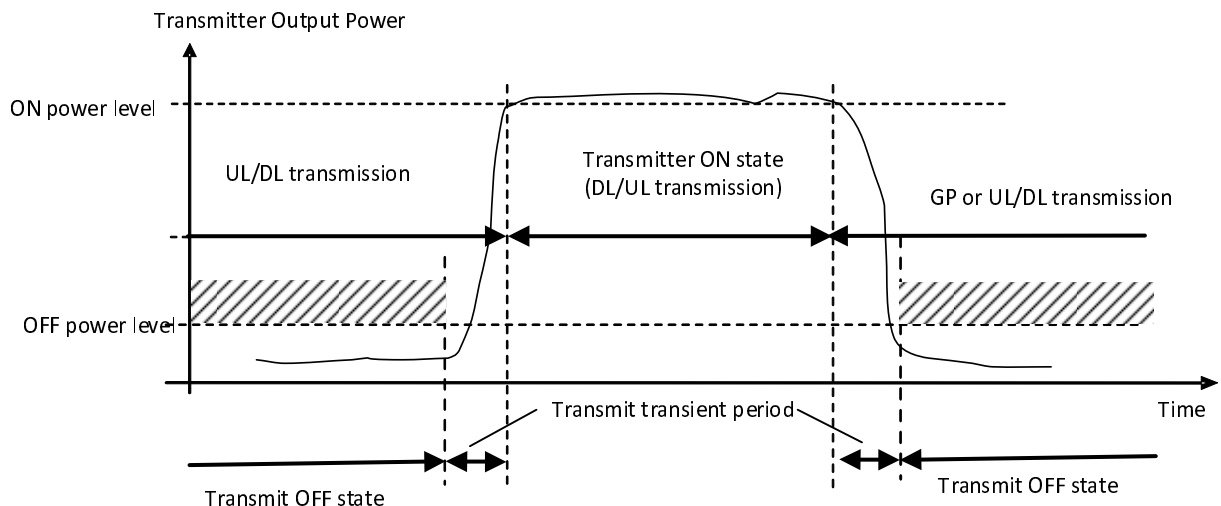 Transmitter Output Power
ON power level
UL/DL transmission
Transmitter ON state
(DL/UL transmission)
GP or UL/DL transmission
OFF power level
Transmit transient period
Time
Transmit OFF state
Transmit OFF state